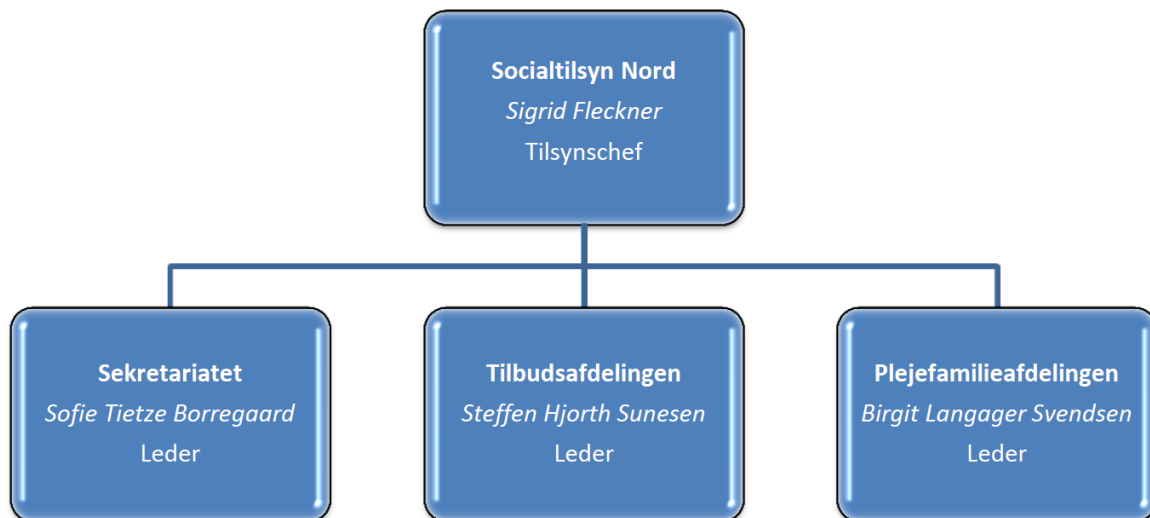 Socialtilsyn Nord
Sigrid Fleckner
Tilsynschef
Sekretariatet
Sofie Tietze Borregaard
Leder
Tilbudsafdelingen
Steffen Hjorth Sunesen
Leder
Plejefamilieafdelingen
Birgit Langager Svendsen
Leder